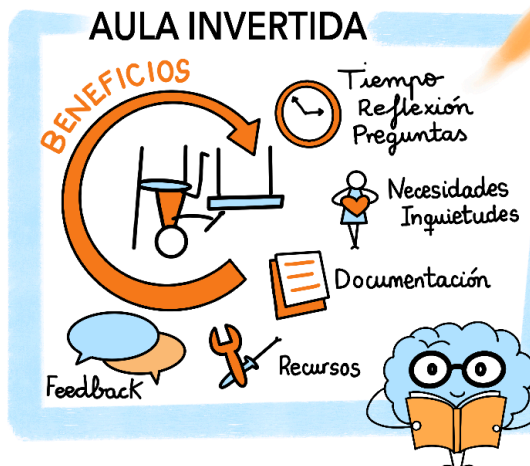 AULA INVERTIDA
BENEFICIOS
Tiempo
Reflexión
Preguntas
Necesidades
Inquietudes
Documentación
Recursos
Feedback